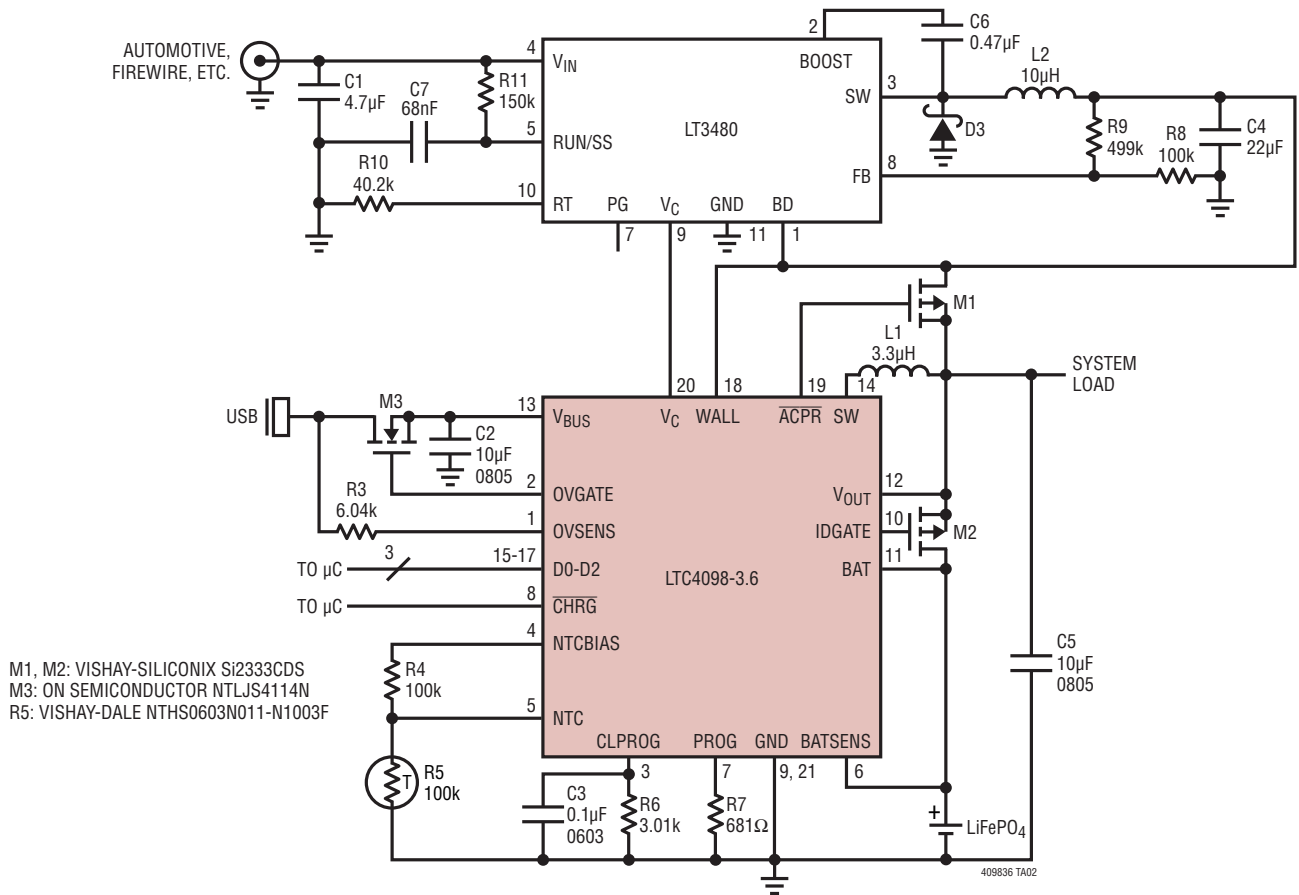 AUTOMOTIVE,
FIREWIRE, ETC.
C1
4.7µF
C7
68nF
R11
150k
R10
40.2k
4
5
10
VIN
RUN/SS
RT
PG
VC
GND
BD
LT3480
BOOST
SW
FB
2
3
8
7
9
11
1
C6
0.47µF
L2
10µH
D3
R9
499k
R8
100k
C4
22µF
M1
L1
3.3µH
SYSTEM
LOAD
20
18
19
14
USB
M3
C2
10µF
0805
R3
6.04k
3
TO µC
TO µC
13
2
1
15-17
8
4
5
VBUS
OVGATE
OVSENS
D0-D2
CHRG
NTCBIAS
NTC
VC
WALL
ACPR
SW
LTC4098-3.6
VOUT
IDGATE
BAT
12
10
11
M2
CLPROG
PROG
GND
BATSENS
3
7
9, 21
6
R4
100k
T
R5
100k
C3
0.1µF
0603
R6
3.01k
R7
681Ω
C5
10µF
0805
+
LiFePO4
M1, M2: VISHAY-SILICONIX Si2333CDS
M3: ON SEMICONDUCTOR NTLJS4114N
R5: VISHAY-DALE NTHS0603N011-N1003F
409836 TA02